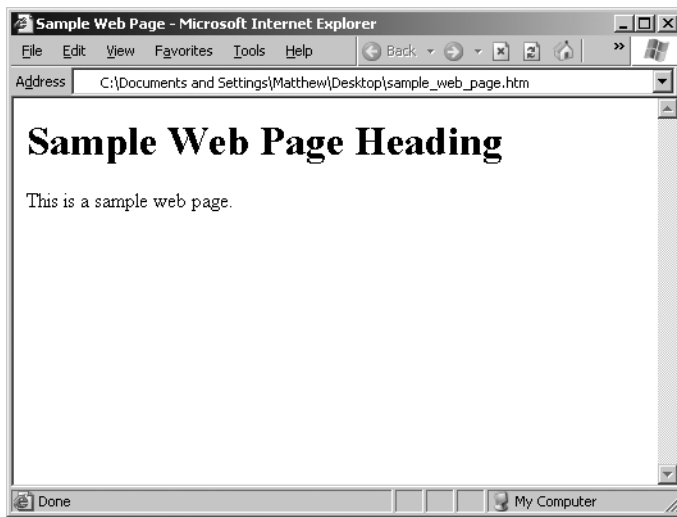 Sample Web Page - Microsoft Internet Explorer
File Edit View Favorites Tools Help Back »
Address C:\Documents and Settings\Matthew\Desktop\sample_web_page.htm
Sample Web Page Heading
This is a sample web page.
Done My Computer